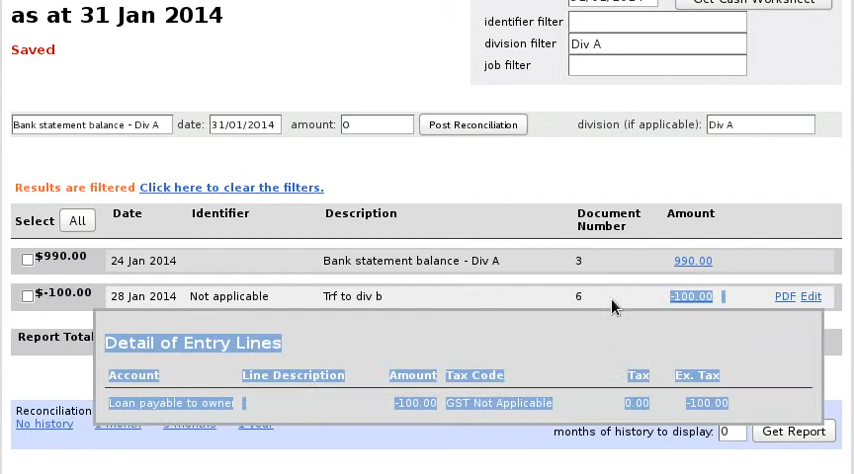 as at 31 Jan 2014
Get Cash Worksheet
Saved
identifier filter
division filter Div A
job filter
Bank statement balance - Div A date: 31/01/2014 amount: 0 Post Reconciliation division (if applicable): Div A
Results are filtered Click here to clear the filters.
Select All Date Identifier Description Document Number Amount
$990.00 24 Jan 2014 Bank statement balance - Div A 3 990.00
$-100.00 28 Jan 2014 Not applicable Trf to div b 6 -100.00 PDF Edit
Report Total
Detail of Entry Lines
Account Line Description Amount Tax Code Tax Ex. Tax
Loan payable to owner -100.00 GST Not Applicable 0.00 -100.00
Reconciliation
No history
months of history to display: 0 Get Report